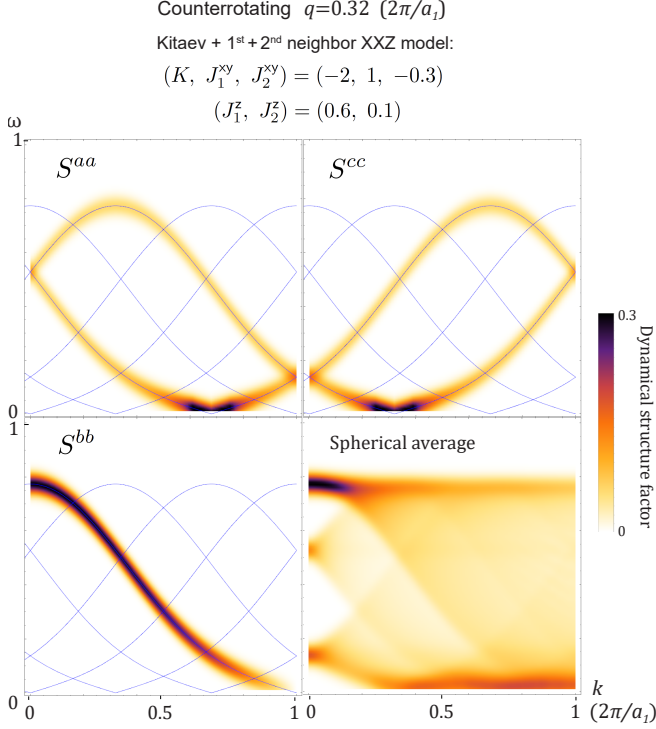 Counterrotating q=0.32 (2π/a₁)
Kitaev + 1ˢᵗ+2ⁿᵈ neighbor XXZ model:
(K, J₁ˣʸ, J₂ˣʸ) = (−2, 1, −0.3)
(J₁ᶻ, J₂ᶻ) = (0.6, 0.1)
ω
1
Sᵃᵃ
Sᶜᶜ
0
1
Sᵇᵇ
Spherical average
0
0.3
0
Dynamical structure factor
0 0.5 1
0.5 1
k
(2π/a₁)